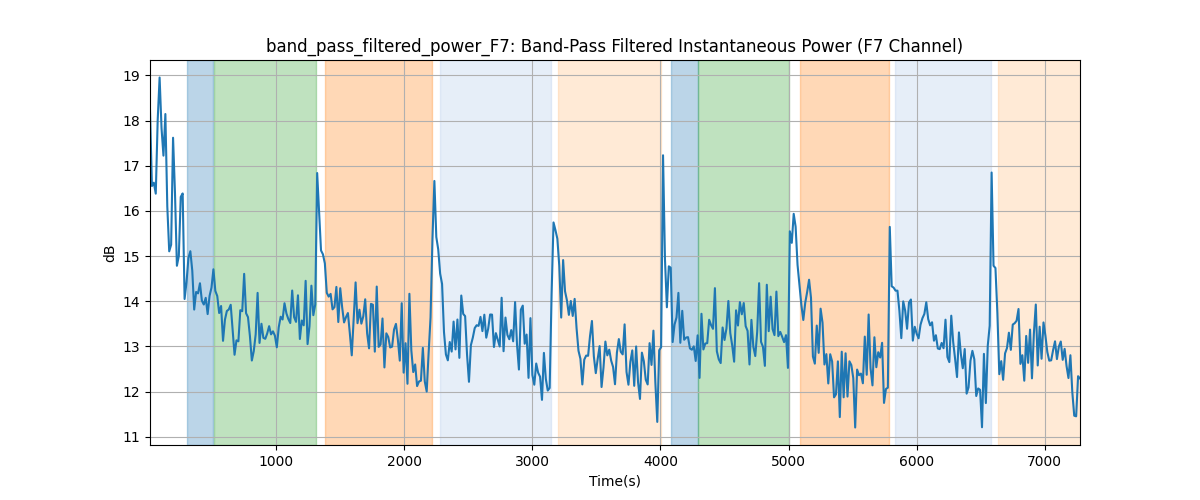 band_pass_filtered_power_F7: Band-Pass Filtered Instantaneous Power (F7 Channel)
19
18
17
16
15
14
13
12
11
dB
1000 2000 3000 4000 5000 6000 7000
Time(s)